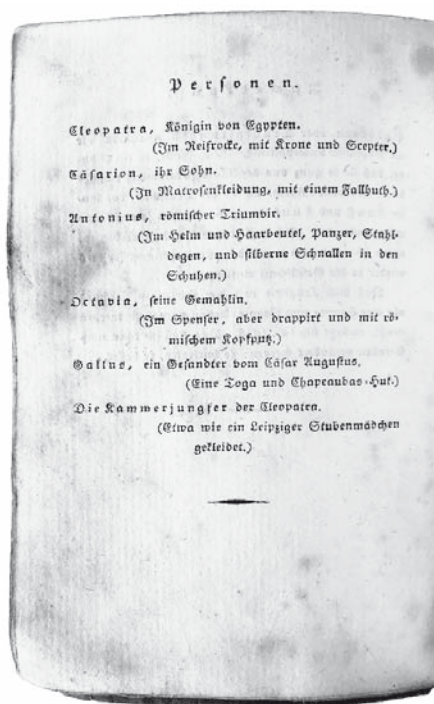 Personen.
Cleopatra, Königin von Egypten.
(Im Reifrocke, mit Krone und Scepter.)
Cäsarion, ihr Sohn.
(In Matrosenkleidung, mit einem Fallhuth.)
Antonius, römischer Triumvir.
(Im Helm und Haarbeutel, Panzer, Stahl-
degen, und silberne Schnallen in den
Schuhen.)
Octavia, seine Gemahlin.
(Im Spenser, aber drappirt und mit rö-
mischem Kopfputz.)
Gallus, ein Gesandter vom Cäsar Augustus.
(Eine Toga und Chapeaubas-Hut.)
Die Kammerjungfer der Cleopatra.
(Etwa wie ein Leipziger Stubenmädchen
gekleidet.)